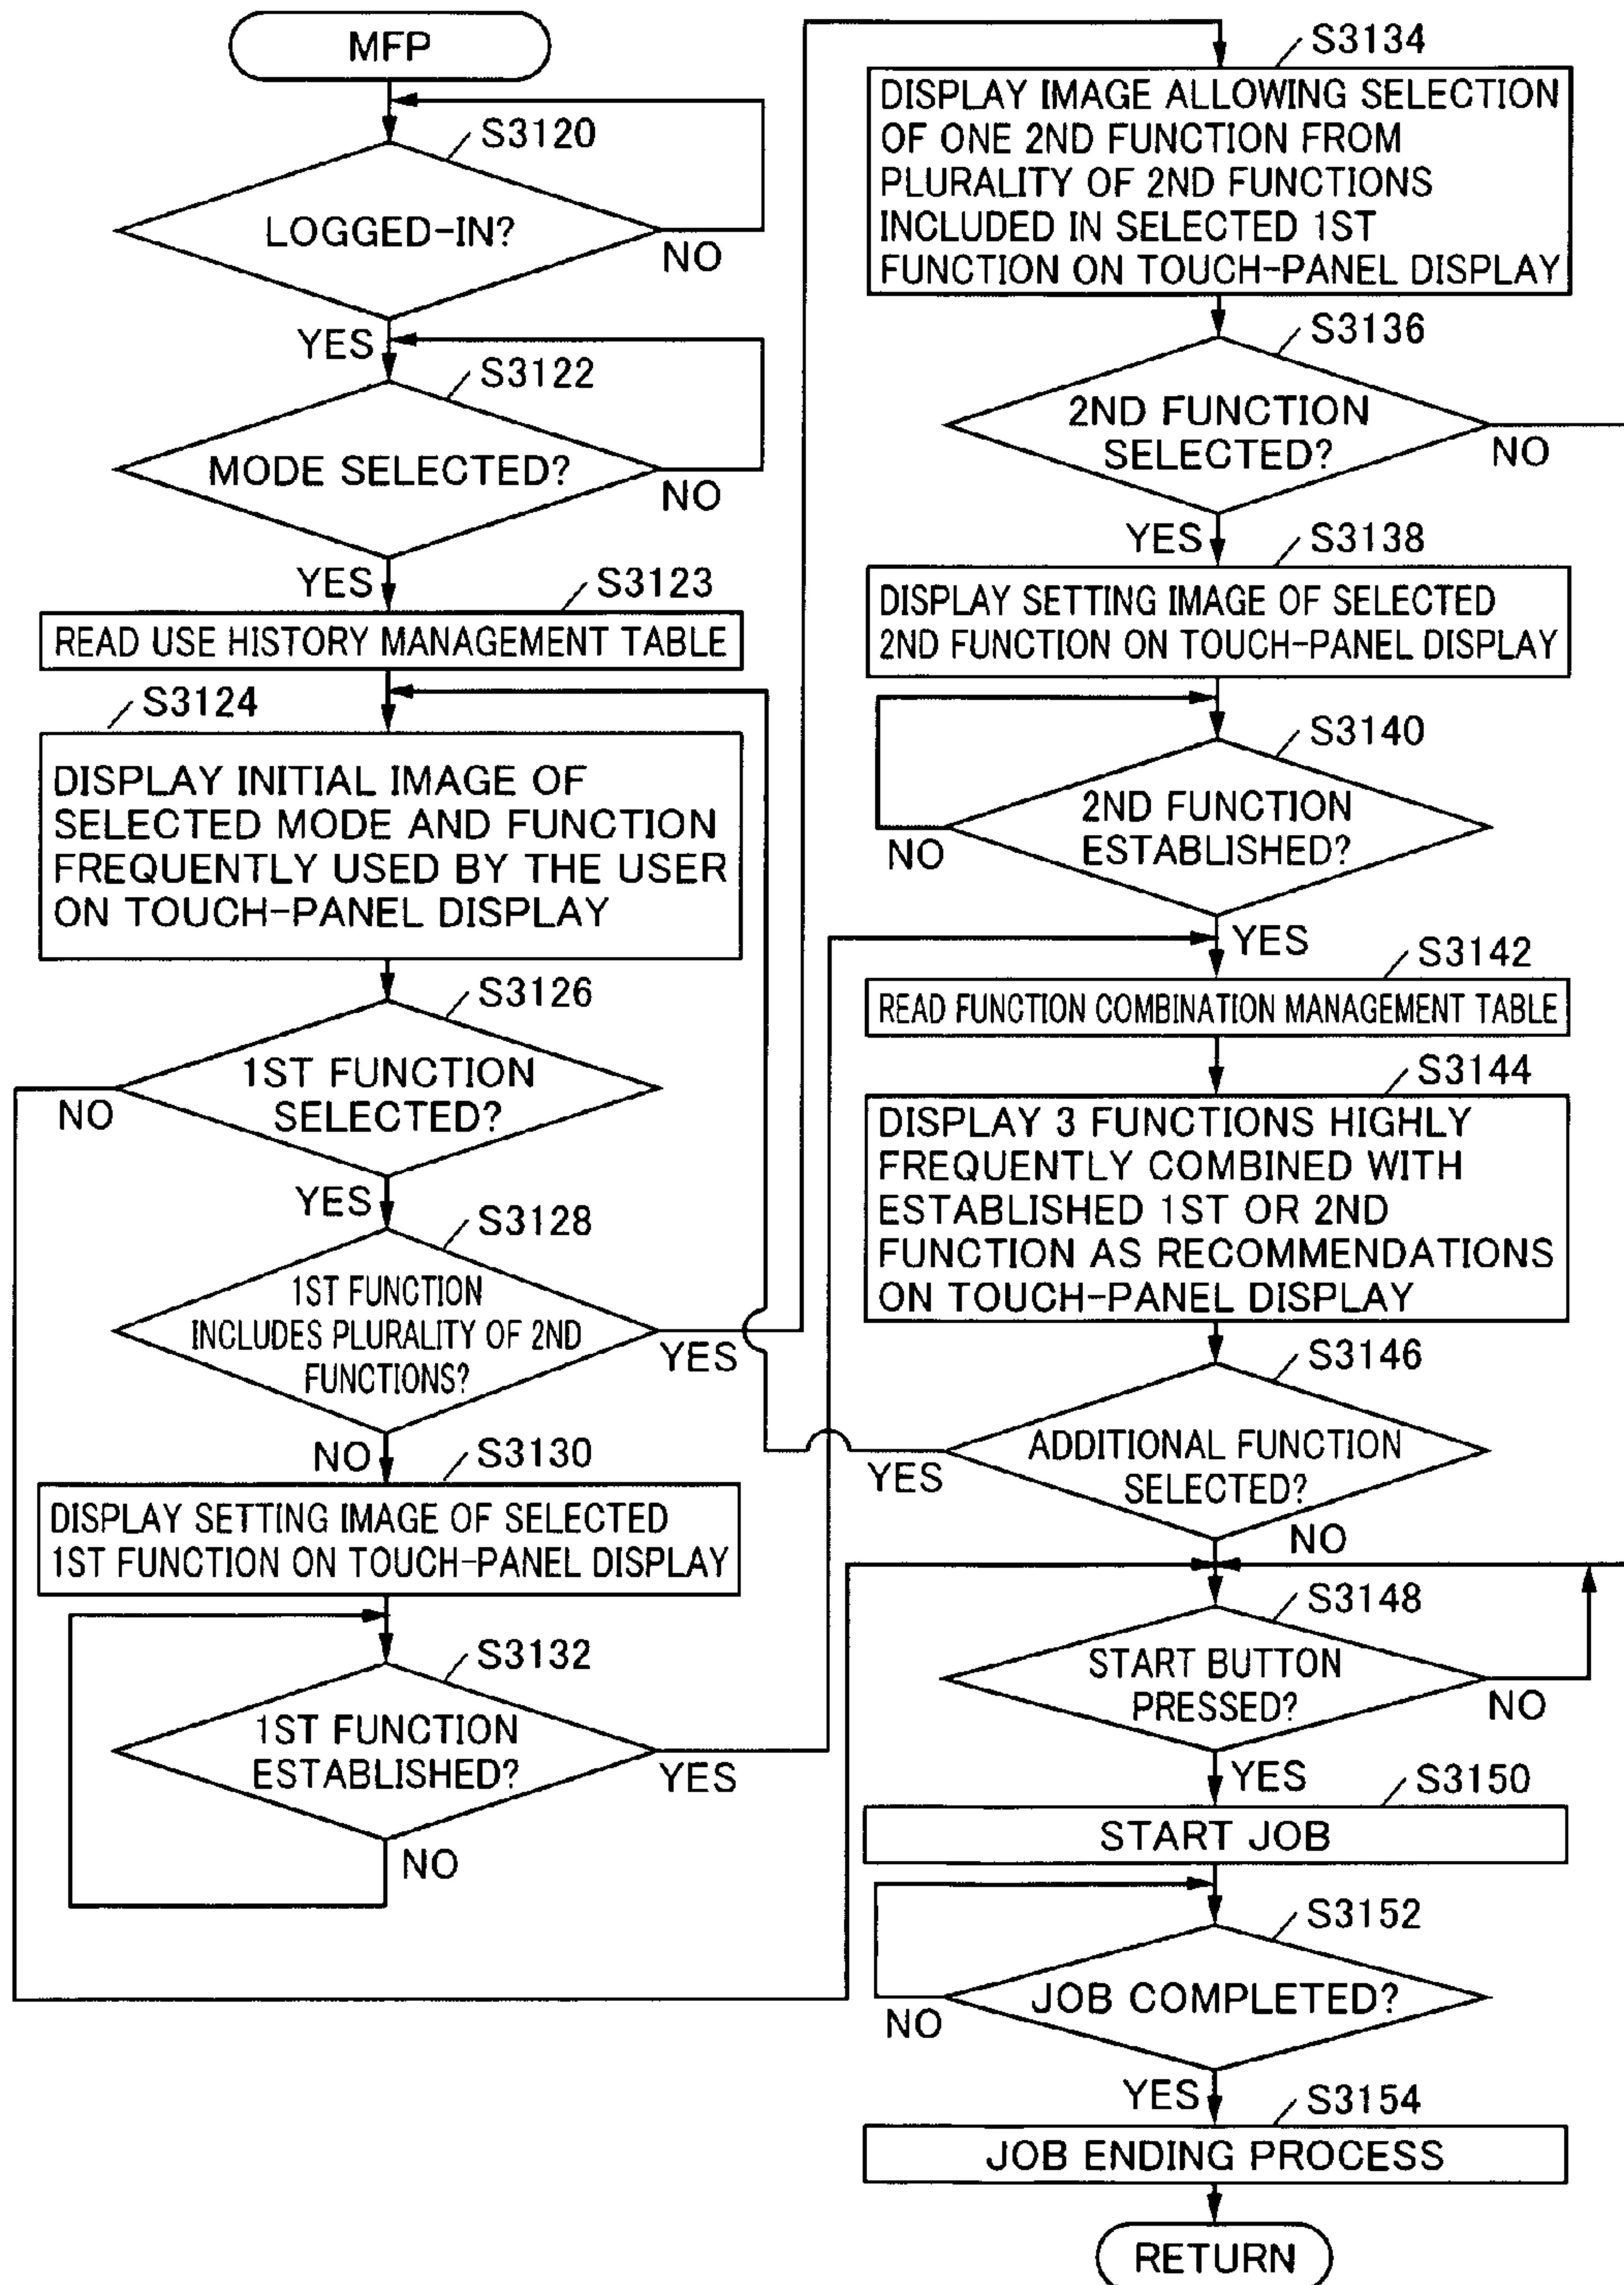 MFP
S3120
LOGGED-IN?
NO
YES
S3122
MODE SELECTED?
NO
YES
S3123
READ USE HISTORY MANAGEMENT TABLE
S3124
DISPLAY INITIAL IMAGE OF
SELECTED MODE AND FUNCTION
FREQUENTLY USED BY THE USER
ON TOUCH-PANEL DISPLAY
S3126
1ST FUNCTION
SELECTED?
NO
YES
S3128
1ST FUNCTION
INCLUDES PLURALITY OF 2ND
FUNCTIONS?
YES
NO
S3130
DISPLAY SETTING IMAGE OF SELECTED
1ST FUNCTION ON TOUCH-PANEL DISPLAY
S3132
1ST FUNCTION
ESTABLISHED?
YES
NO
S3134
DISPLAY IMAGE ALLOWING SELECTION
OF ONE 2ND FUNCTION FROM
PLURALITY OF 2ND FUNCTIONS
INCLUDED IN SELECTED 1ST
FUNCTION ON TOUCH-PANEL DISPLAY
S3136
2ND FUNCTION
SELECTED?
NO
YES
S3138
DISPLAY SETTING IMAGE OF SELECTED
2ND FUNCTION ON TOUCH-PANEL DISPLAY
S3140
2ND FUNCTION
ESTABLISHED?
NO
YES
S3142
READ FUNCTION COMBINATION MANAGEMENT TABLE
S3144
DISPLAY 3 FUNCTIONS HIGHLY
FREQUENTLY COMBINED WITH
ESTABLISHED 1ST OR 2ND
FUNCTION AS RECOMMENDATIONS
ON TOUCH-PANEL DISPLAY
S3146
ADDITIONAL FUNCTION
SELECTED?
YES
NO
S3148
START BUTTON
PRESSED?
NO
YES
S3150
START JOB
S3152
JOB COMPLETED?
NO
YES
S3154
JOB ENDING PROCESS
RETURN